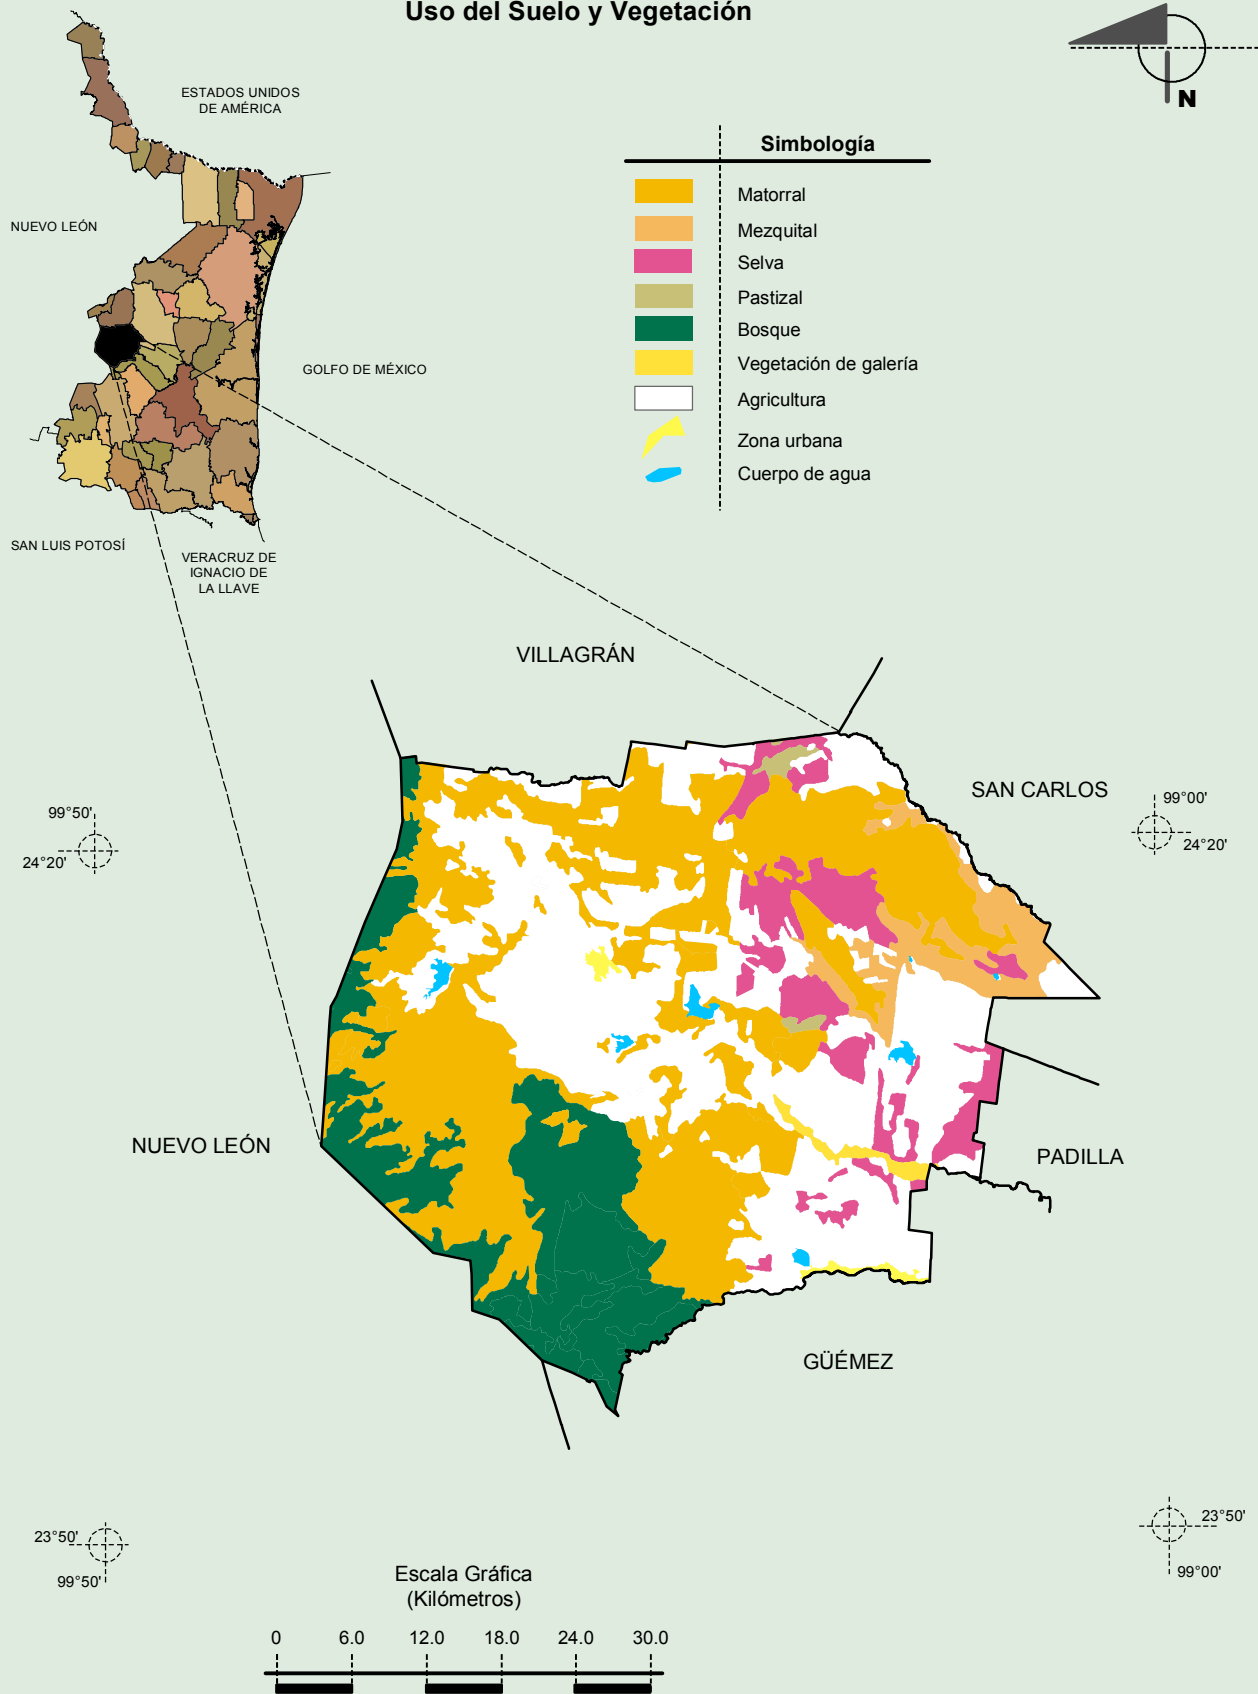 Uso del Suelo y Vegetación
N
ESTADOS UNIDOS
DE AMÉRICA
NUEVO LEÓN
GOLFO DE MÉXICO
SAN LUIS POTOSÍ
VERACRUZ DE
IGNACIO DE
LA LLAVE
Simbología
Matorral
Mezquital
Selva
Pastizal
Bosque
Vegetación de galería
Agricultura
Zona urbana
Cuerpo de agua
VILLAGRÁN
SAN CARLOS
99°50'
24°20'
99°00'
24°20'
NUEVO LEÓN
PADILLA
GÜÉMEZ
23°50'
99°50'
23°50'
99°00'
Escala Gráfica
(Kilómetros)
0 6.0 12.0 18.0 24.0 30.0